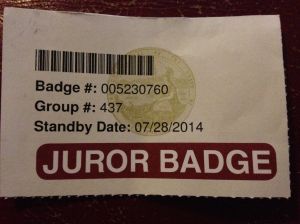 Badge #: 005230760
Group #: 437
Standby Date: 07/28/2014
JUROR BADGE